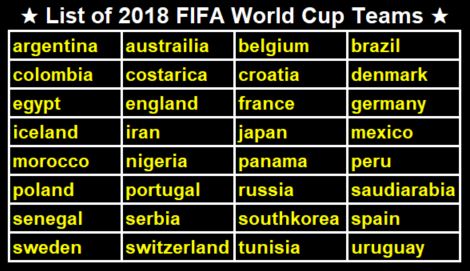 ★ List of 2018 FIFA World Cup Teams ★
argentina austrailia belgium brazil
colombia costarica croatia denmark
egypt england france germany
iceland iran japan mexico
morocco nigeria panama peru
poland portugal russia saudiarabia
senegal serbia southkorea spain
sweden switzerland tunisia uruguay